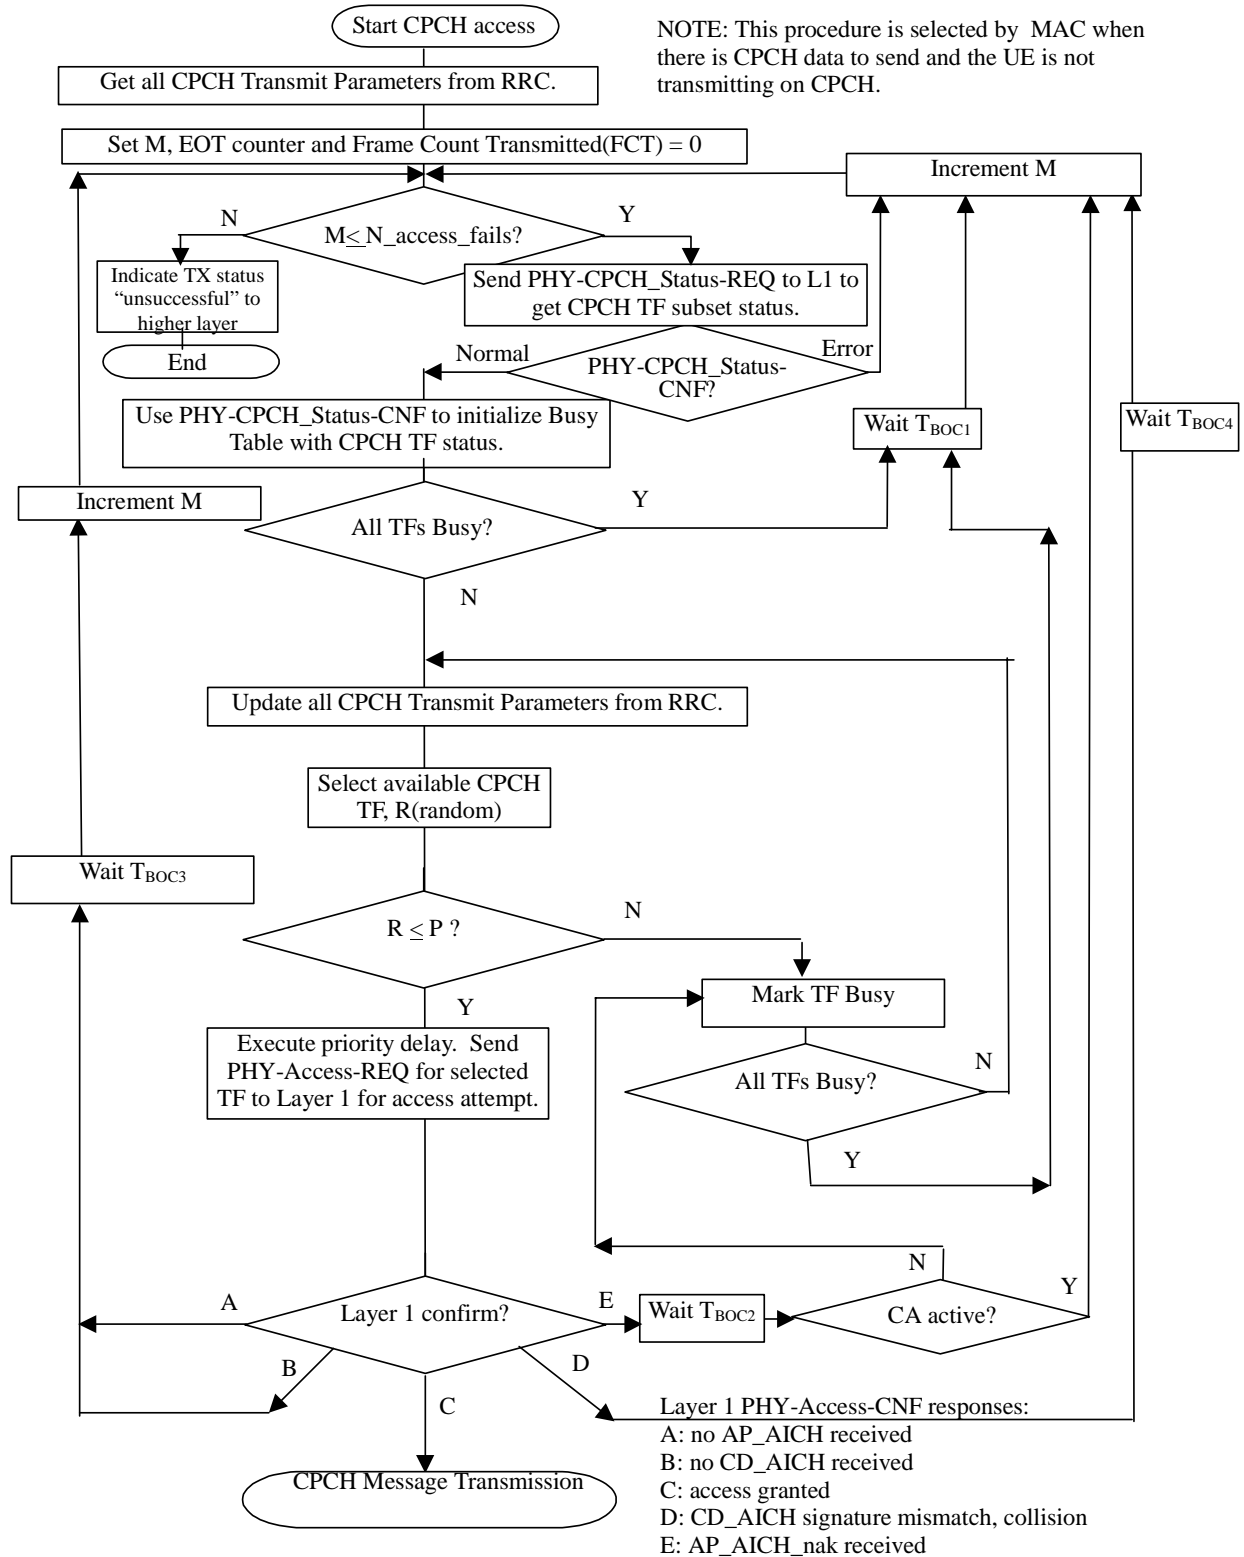 Start CPCH access
NOTE: This procedure is selected by MAC when
there is CPCH data to send and the UE is not
transmitting on CPCH.
Get all CPCH Transmit Parameters from RRC.
Set M, EOT counter and Frame Count Transmitted(FCT) = 0
Increment M
N
Y
M≤ N_access_fails?
Indicate TX status
“unsuccessful” to
higher layer
End
Send PHY-CPCH_Status-REQ to L1 to
get CPCH TF subset status.
Normal
Error
PHY-CPCH_Status-
CNF?
Use PHY-CPCH_Status-CNF to initialize Busy
Table with CPCH TF status.
Wait TBOC1
Wait TBOC4
Increment M
All TFs Busy?
Y
N
Update all CPCH Transmit Parameters from RRC.
Select available CPCH
TF, R(random)
Wait TBOC3
R ≤ P ?
N
Y
Mark TF Busy
Execute priority delay. Send
PHY-Access-REQ for selected
TF to Layer 1 for access attempt.
All TFs Busy?
N
Y
A
Layer 1 confirm?
E
Wait TBOC2
CA active?
N
Y
B
D
C
CPCH Message Transmission
Layer 1 PHY-Access-CNF responses:
A: no AP_AICH received
B: no CD_AICH received
C: access granted
D: CD_AICH signature mismatch, collision
E: AP_AICH_nak received